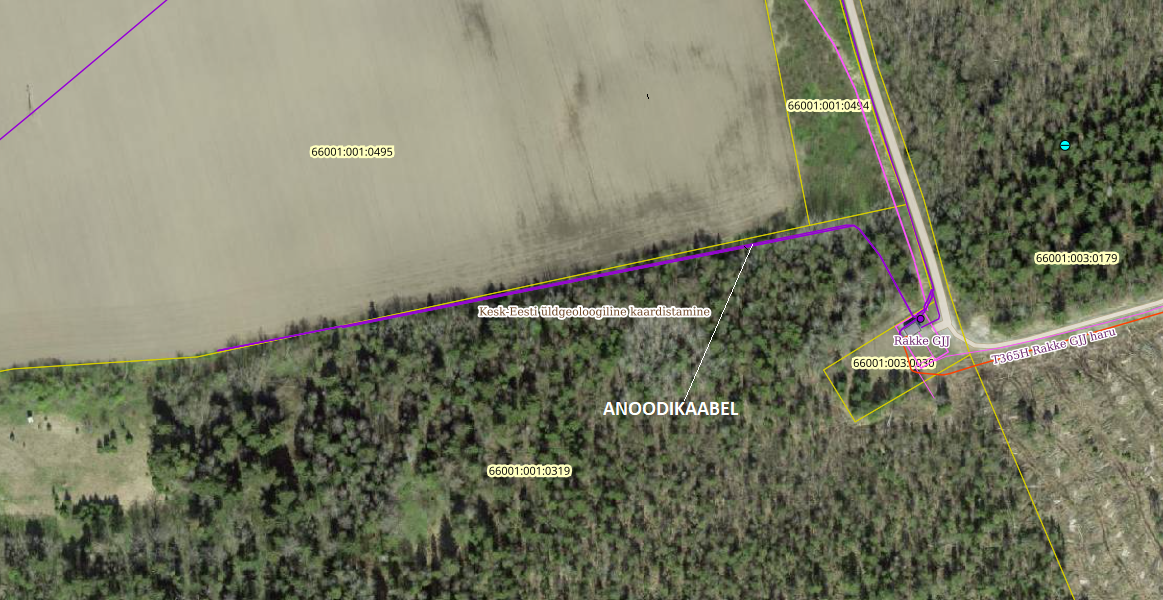 66001:001:0494
66001:001:0495
66001:003:0179
Kesk-Eesti üldgeoloogiline kaardistamine
Rakke GJJ
T365H Rakke GJJ haru
66001:003:0030
ANOODIKAABEL
66001:001:0319